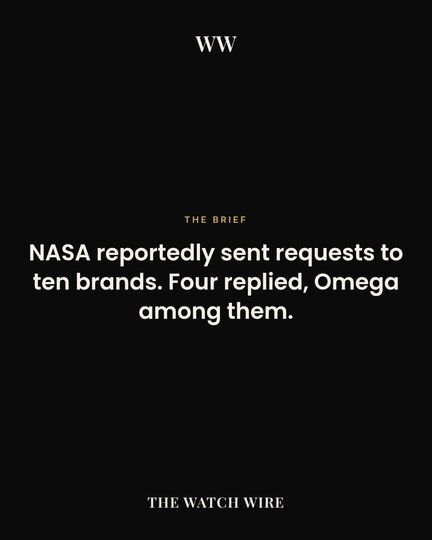 WW
THE BRIEF
NASA reportedly sent requests to
ten brands. Four replied, Omega
among them.
THE WATCH WIRE